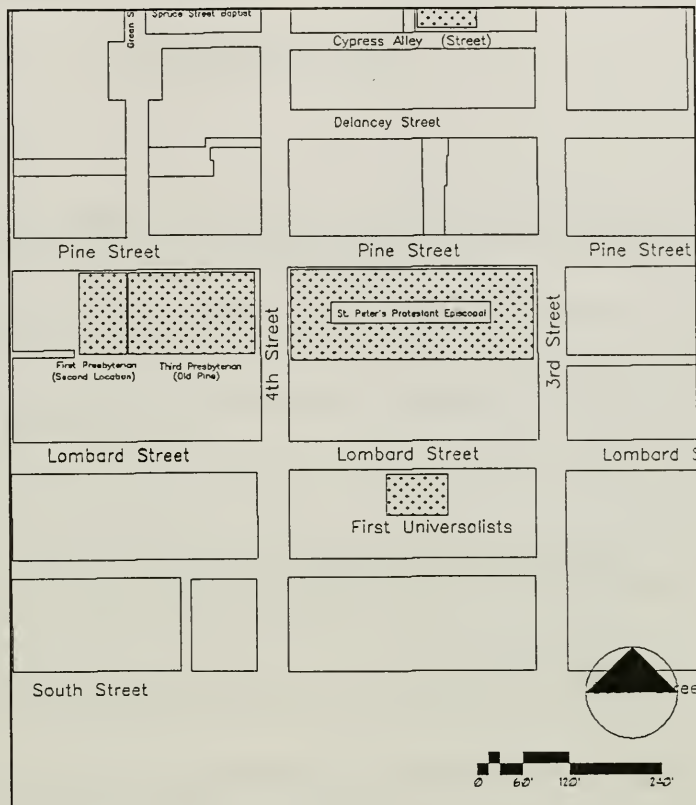 Green S
Spruce Street Baptist
Cypress Alley (Street)
Delancey Street
Pine Street
Pine Street
Pine Street
St. Peter's Protestant Episcopal
4th Street
3rd Street
First Presbyterian
(Second Location)
Third Presbyterian
(Old Pine)
Lombard Street
Lombard Street
Lombard S
First Universalists
South Street
ree
0 60' 120' 240'